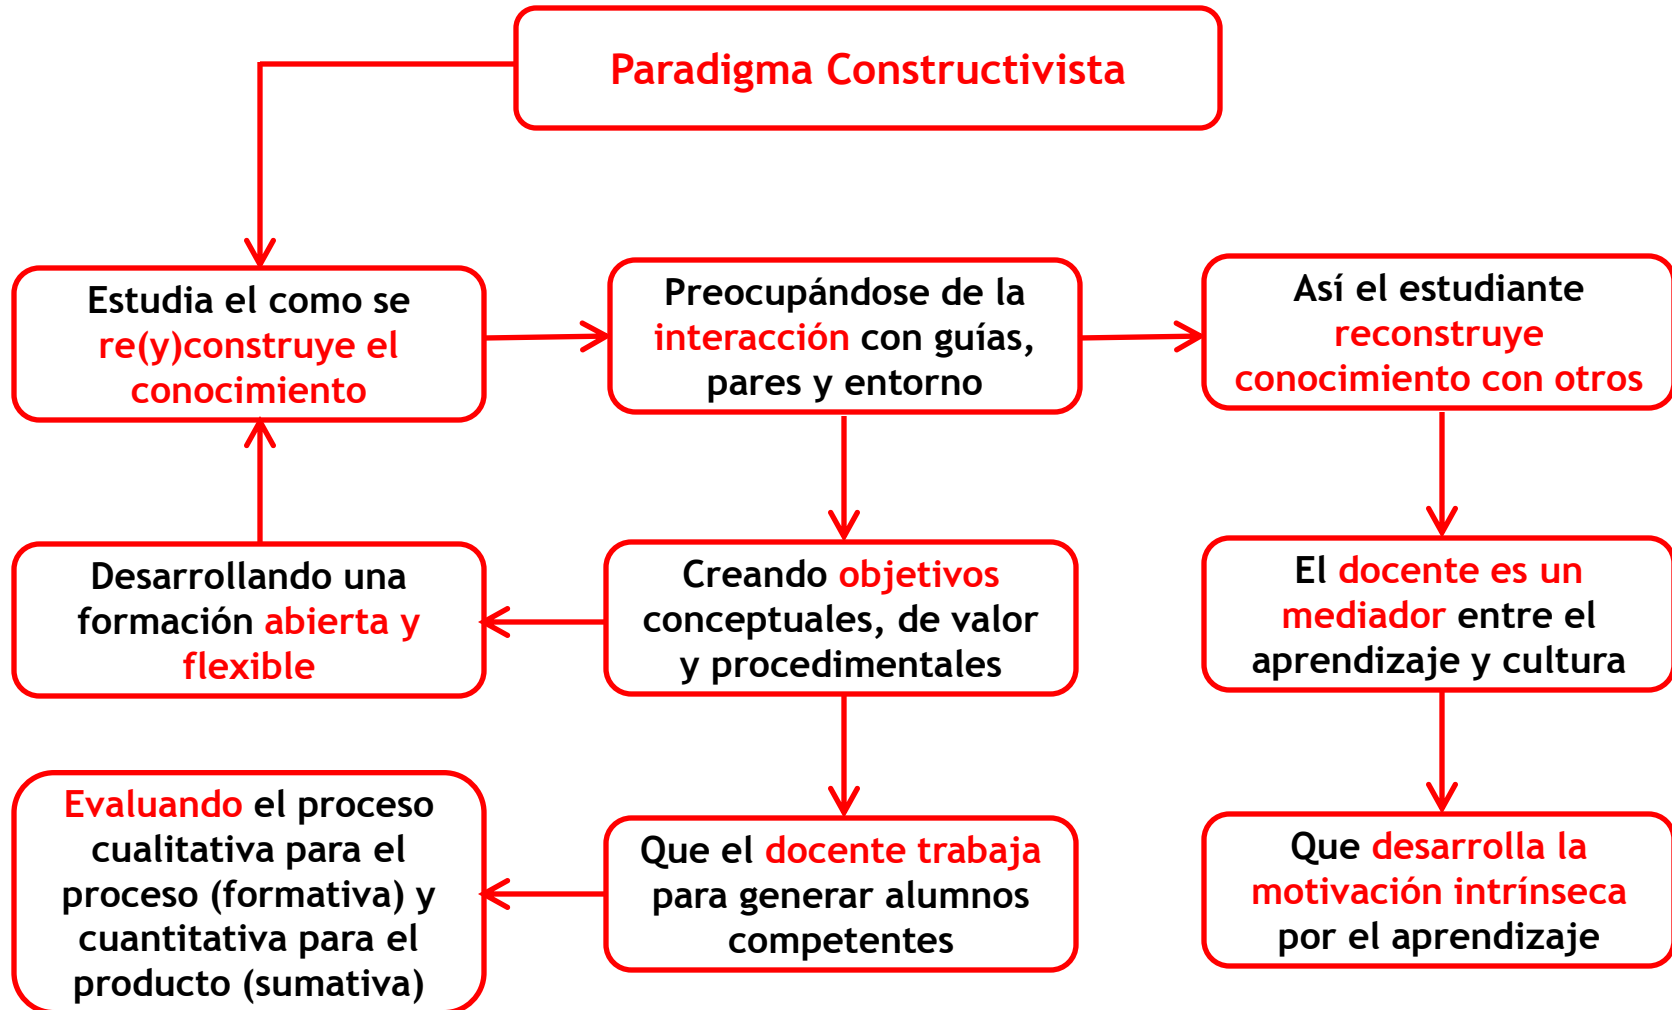 Paradigma Constructivista
Estudia el como se
re(y)construye el
conocimiento
Preocupándose de la
interacción con guías,
pares y entorno
Así el estudiante
reconstruye
conocimiento con otros
Desarrollando una
formación abierta y
flexible
Creando objetivos
conceptuales, de valor
y procedimentales
El docente es un
mediador entre el
aprendizaje y cultura
Evaluando el proceso
cualitativa para el
proceso (formativa) y
cuantitativa para el
producto (sumativa)
Que el docente trabaja
para generar alumnos
competentes
Que desarrolla la
motivación intrínseca
por el aprendizaje